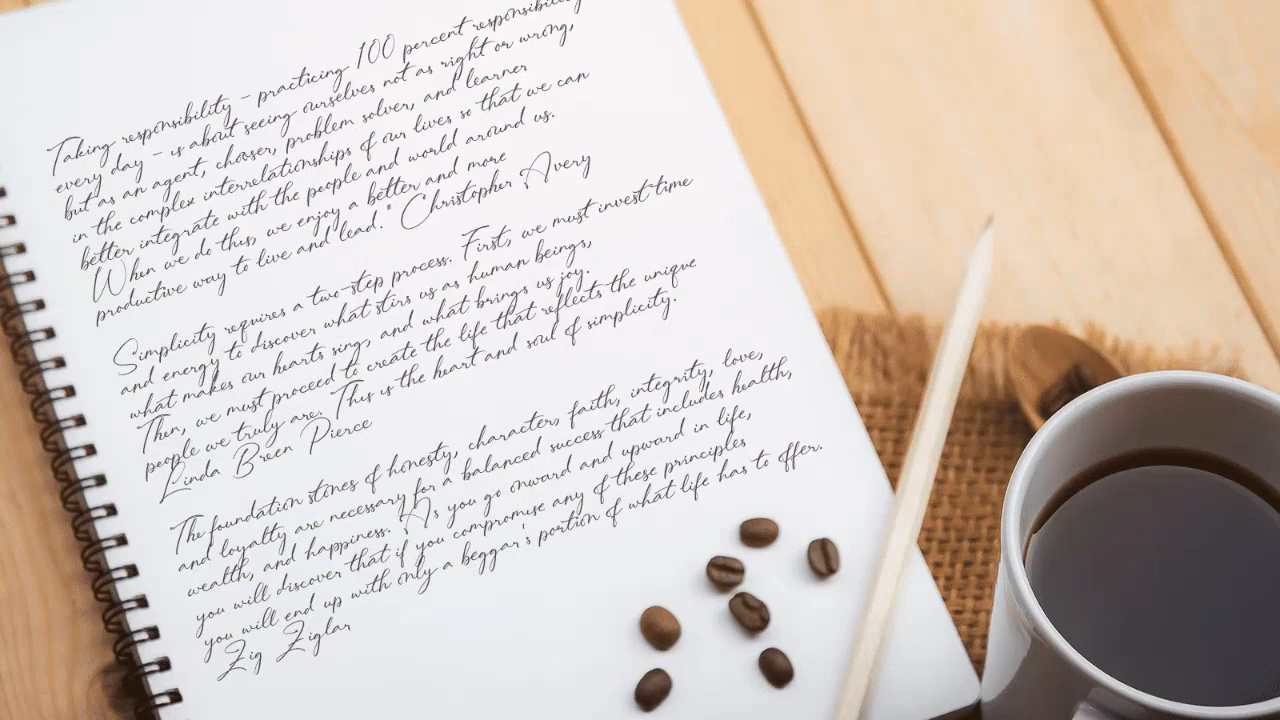 Taking responsibility – practicing 100 percent responsibility
every day – is about seeing ourselves not as right or wrong,
but as an agent, chooser, problem solver, and learner
in the complex interrelationships of our lives so that we can
better integrate with the people and world around us.
When we do this, we enjoy a better and more
productive way to live and lead." Christopher Avery
Simplicity requires a two-step process. First, we must invest time
and energy to discover what stirs us as human beings,
what makes our hearts sing, and what brings us joy.
Then, we must proceed to create the life that reflects the unique
people we truly are. This is the heart and soul of simplicity.
Linda Breen Pierce
The foundation stones of honesty, character, faith, integrity, love,
and loyalty are necessary for a balanced success that includes health,
wealth, and happiness. As you go onward and upward in life,
you will discover that if you compromise any of these principles
you will end up with only a beggar's portion of what life has to offer.
Zig Ziglar